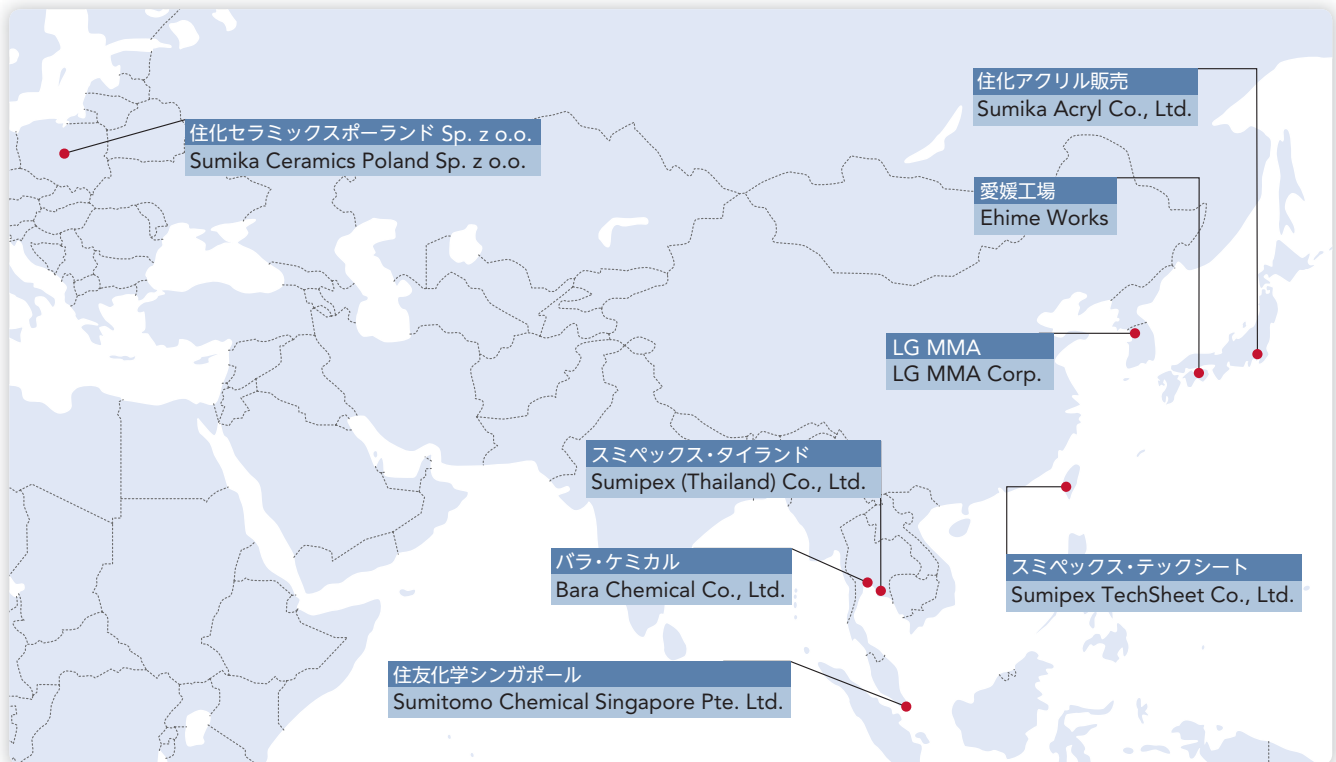 住化アクリル販売
Sumika Acryl Co., Ltd.
住化セラミックスポーランド Sp. z o.o.
Sumika Ceramics Poland Sp. z o.o.
愛媛工場
Ehime Works
LG MMA
LG MMA Corp.
スミペックス・タイランド
Sumipex (Thailand) Co., Ltd.
バラ・ケミカル
Bara Chemical Co., Ltd.
スミペックス・テックシート
Sumipex TechSheet Co., Ltd.
住友化学シンガポール
Sumitomo Chemical Singapore Pte. Ltd.